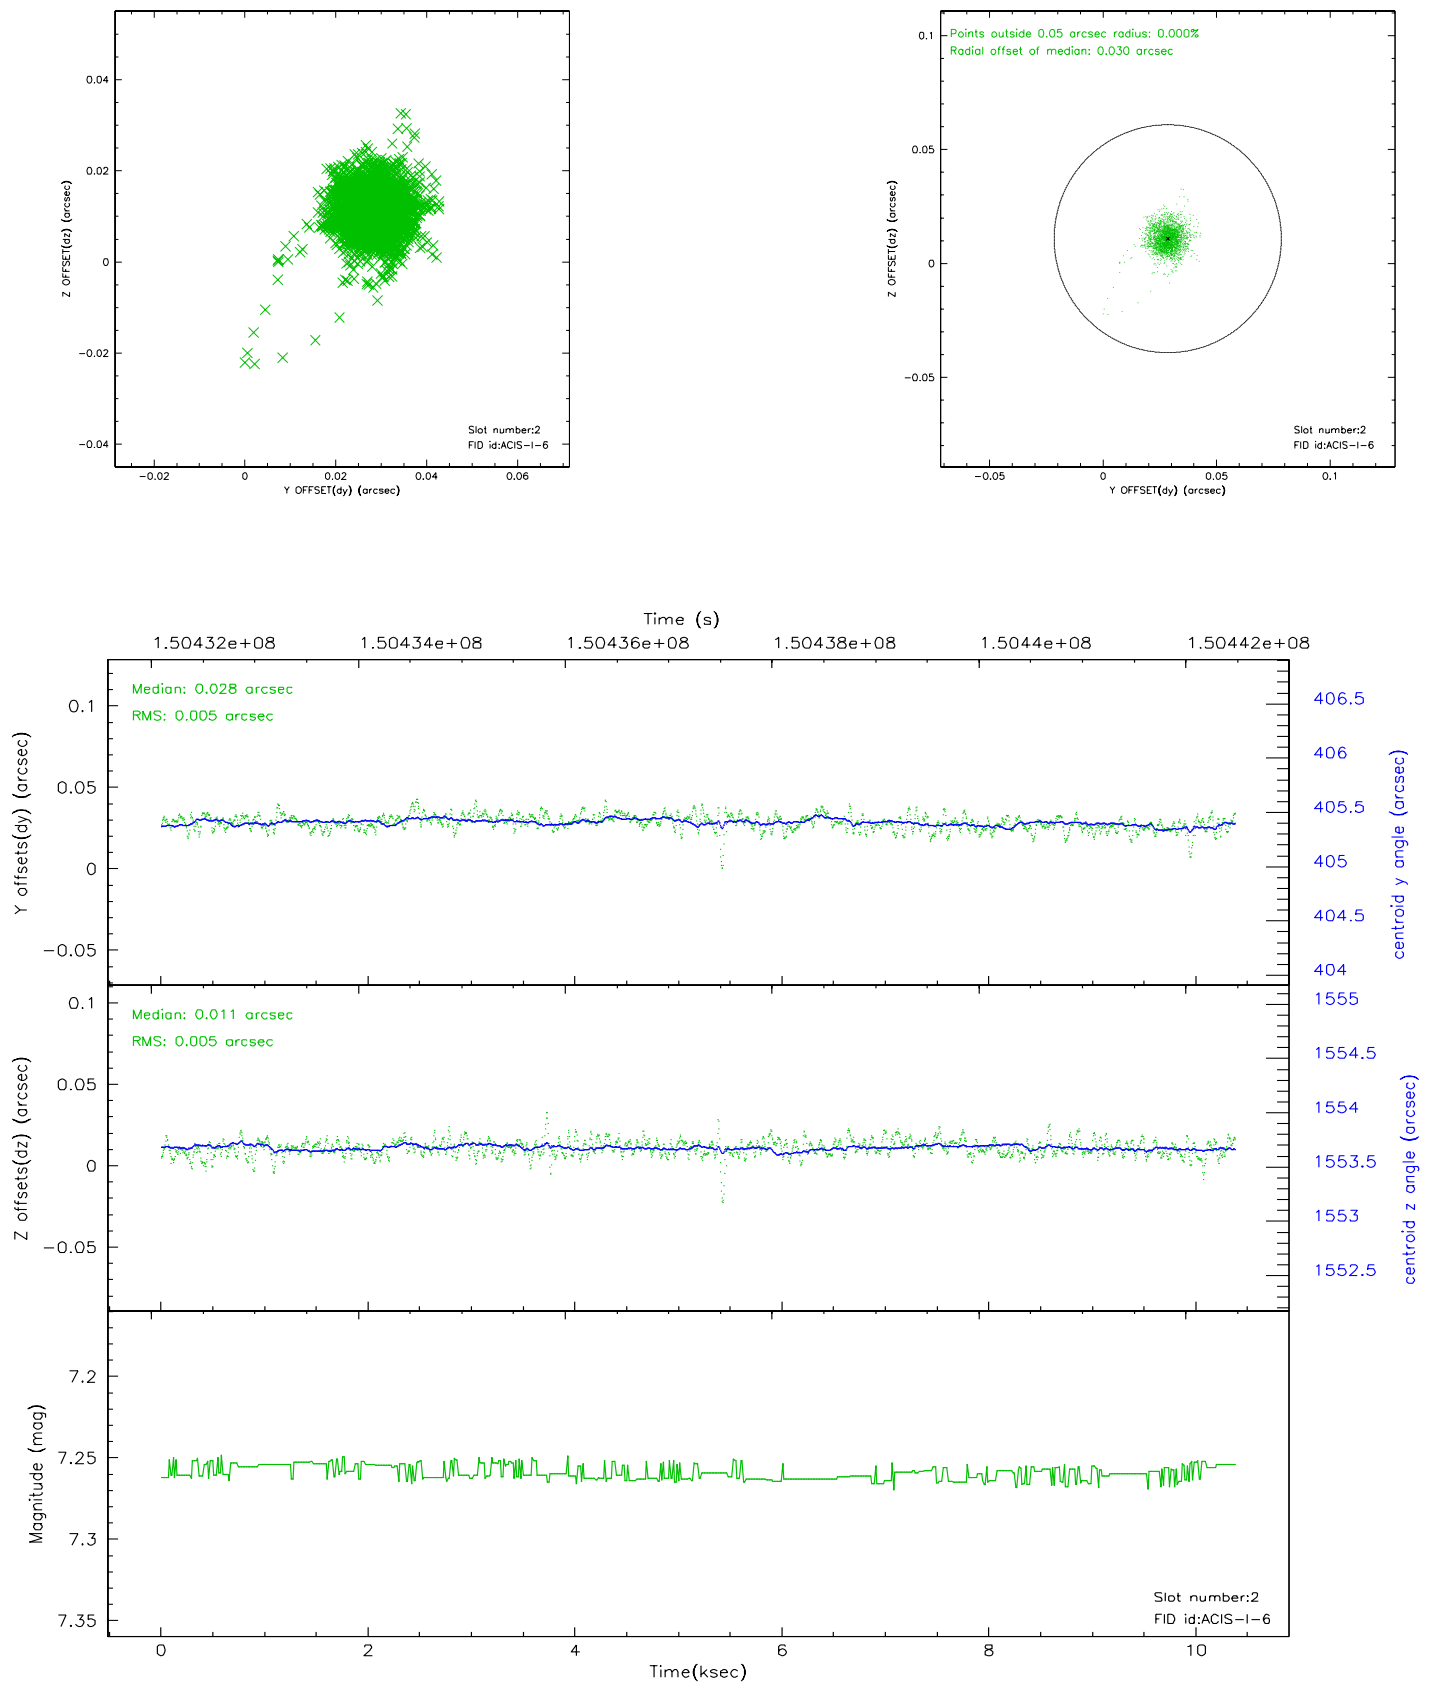 0.04
0.02
0
−0.02
−0.04
Z OFFSET(dz) (arcsec)
Slot number:2
FID id:ACIS−I−6
−0.02 0 0.02 0.04 0.06
Y OFFSET(dy) (arcsec)
Points outside 0.05 arcsec radius: 0.000%
Radial offset of median: 0.030 arcsec
0.1
0.05
0
−0.05
Z OFFSET(dz) (arcsec)
Slot number:2
FID id:ACIS−I−6
−0.05 0 0.05 0.1
Y OFFSET(dy) (arcsec)
Time (s)
1.50432e+08 1.50434e+08 1.50436e+08 1.50438e+08 1.5044e+08 1.50442e+08
Median: 0.028 arcsec
RMS: 0.005 arcsec
0.1
0.05
0
−0.05
Y offsets(dy) (arcsec)
406.5
406
405.5
405
404.5
404
centroid y angle (arcsec)
Median: 0.011 arcsec
RMS: 0.005 arcsec
0.1
0.05
0
−0.05
Z offsets(dz) (arcsec)
1555
1554.5
1554
1553.5
1553
1552.5
centroid z angle (arcsec)
7.2
7.25
7.3
7.35
Magnitude (mag)
Slot number:2
FID id:ACIS−I−6
0 2 4 6 8 10
Time(ksec)